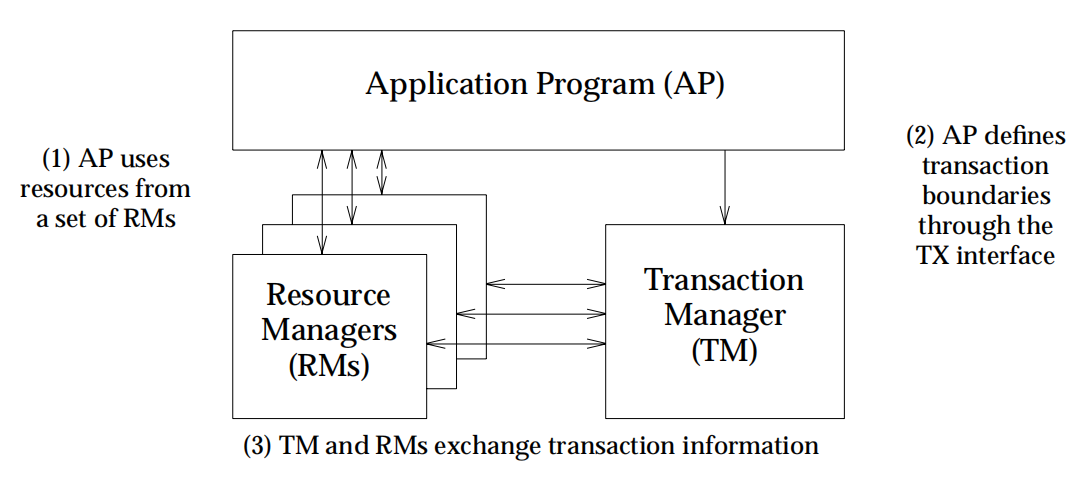 Application Program (AP)
(1) AP uses
resources from
a set of RMs
(2) AP defines
transaction
boundaries
through the
TX interface
Resource
Managers
(RMs)
Transaction
Manager
(TM)
(3) TM and RMs exchange transaction information